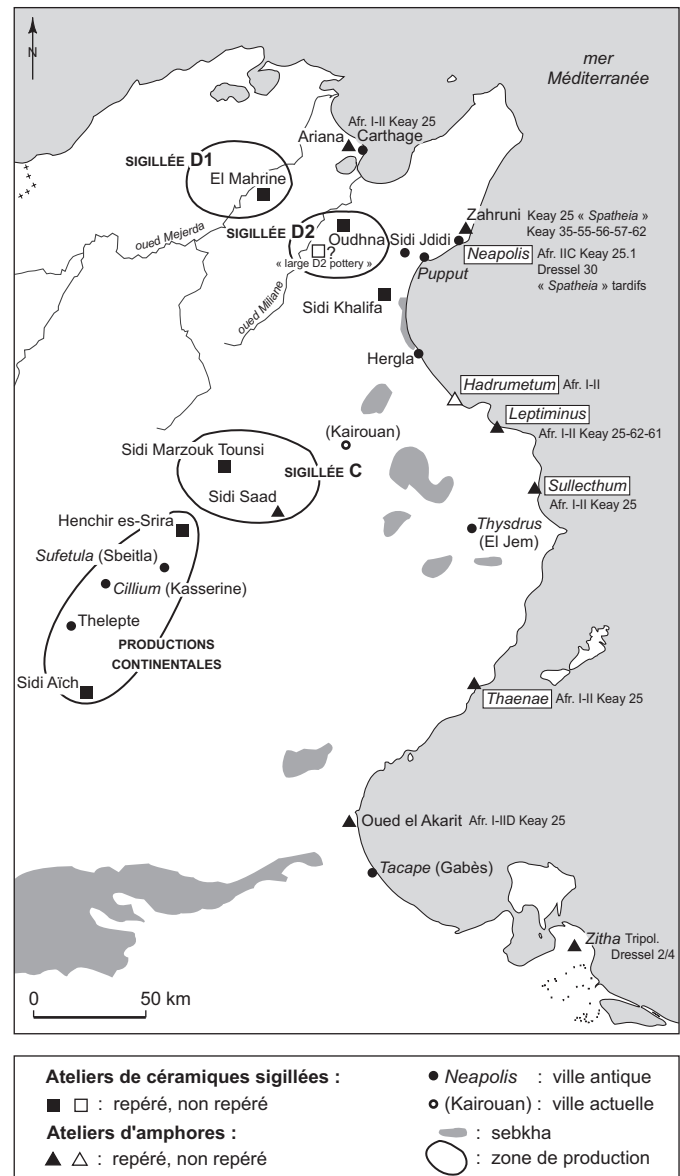 N
mer
Méditerranée
Afr. I-II Keay 25
Ariana Carthage
SIGILLÉE D1
El Mahrine
oued Mejerda
SIGILLÉE D2
Zahruni Keay 25 « Spatheia »
Keay 35-55-56-57-62
Oudhna
?
« large D2 pottery »
Sidi Jdidi
Neapolis Afr. IIC Keay 25.1
Dressel 30
« Spatheia » tardifs
Pupput
oued Miliane
Sidi Khalifa
Hergla
Hadrumetum Afr. I-II
Leptiminus
Afr. I-II Keay 25-62-61
(Kairouan)
Sidi Marzouk Tounsi
SIGILLÉE C
Sidi Saad
Sullecthum
Afr. I-II Keay 25
Henchir es-Srira
Thysdrus
(El Jem)
Sufetula (Sbeitla)
Cillium (Kasserine)
Thelepte
PRODUCTIONS
CONTINENTALES
Sidi Aïch
Thaenae Afr. I-II Keay 25
Oued el Akarit Afr. I-IID Keay 25
Tacape (Gabès)
Zitha Tripol.
Dressel 2/4
0 50 km
Ateliers de céramiques sigillées :
: repéré, non repéré
Ateliers d'amphores :
: repéré, non repéré
Neapolis : ville antique
(Kairouan) : ville actuelle
: sebkha
: zone de production